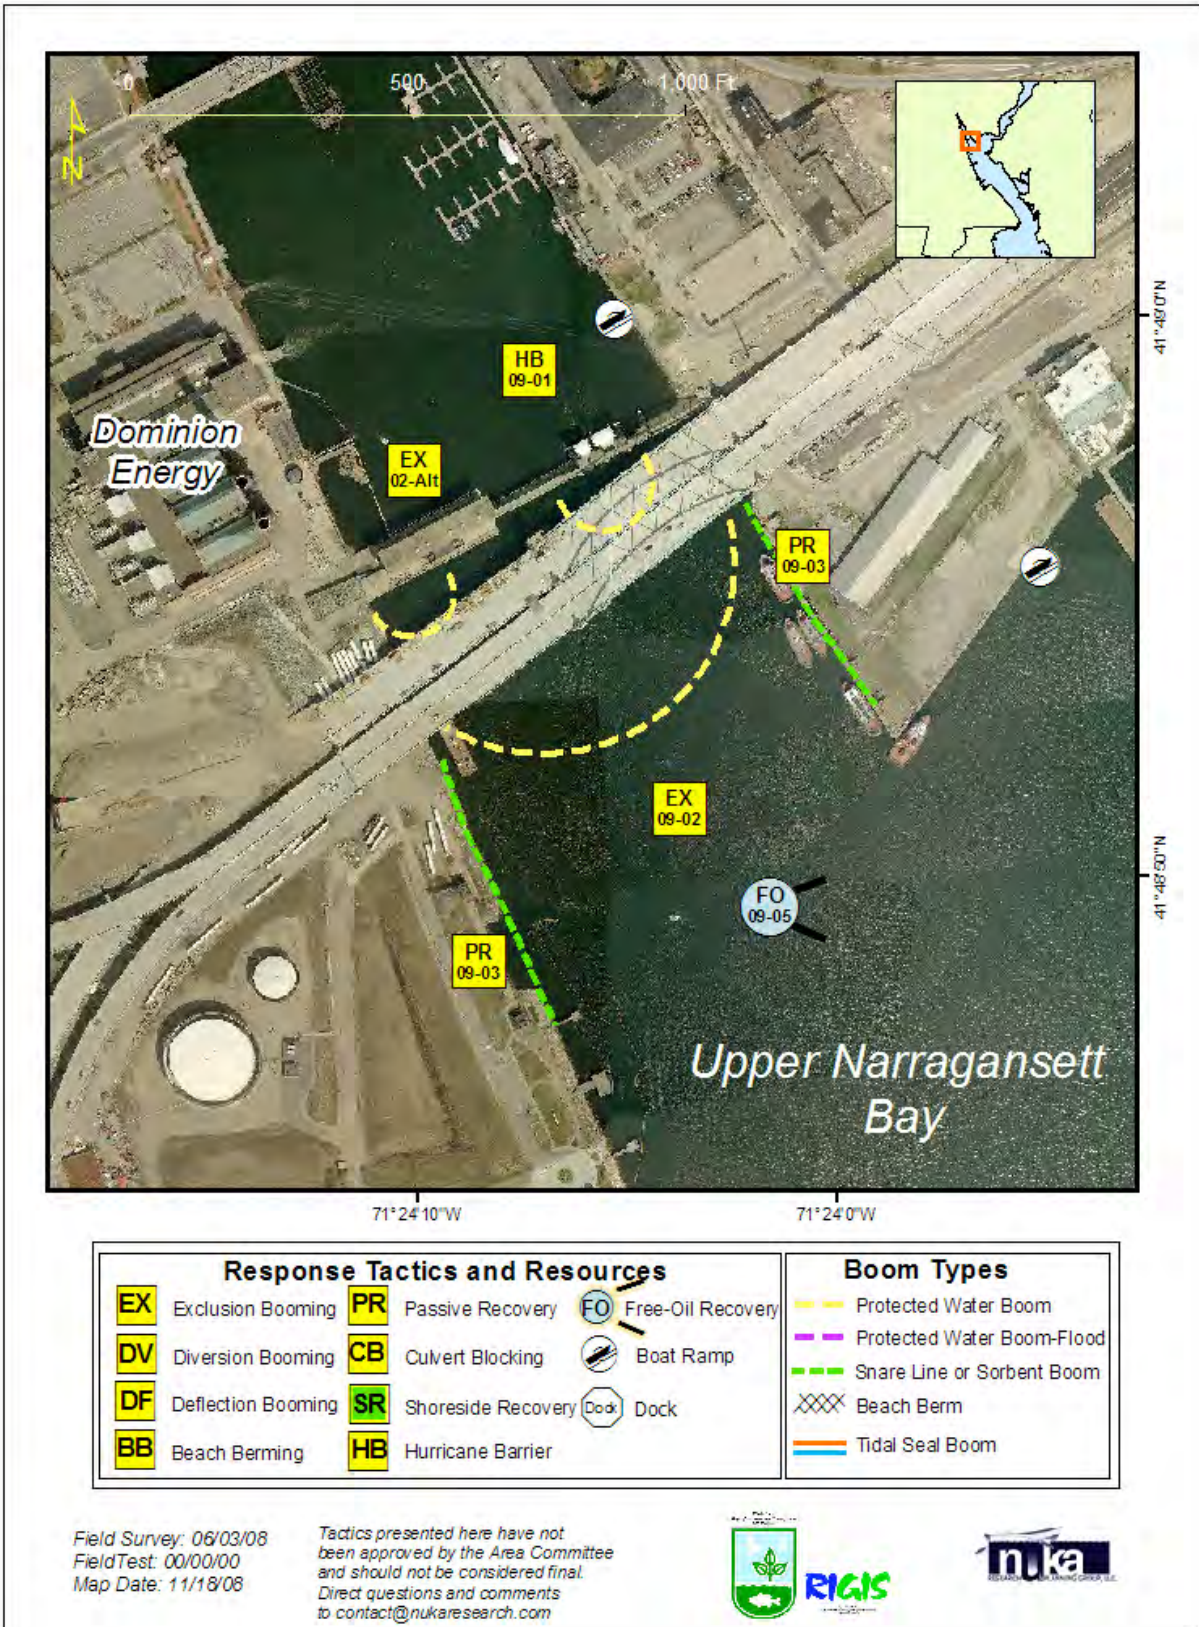 0 500 1,000 Ft.
N
41°49'0"N
HB
09-01
Dominion
Energy
EX
02-Alt
PR
09-03
EX
09-02
41°48'50"N
FO
09-05
PR
09-03
Upper Narragansett
Bay
71°24'10"W 71°24'0"W
Response Tactics and Resources
EX Exclusion Booming PR Passive Recovery FO Free-Oil Recovery
DV Diversion Booming CB Culvert Blocking Boat Ramp
DF Deflection Booming SR Shoreside Recovery Dock Dock
BB Beach Berming HB Hurricane Barrier
Boom Types
Protected Water Boom
Protected Water Boom-Flood
Snare Line or Sorbent Boom
Beach Berm
Tidal Seal Boom
Field Survey: 06/03/08
FieldTest: 00/00/00
Map Date: 11/18/08
Tactics presented here have not
been approved by the Area Committee
and should not be considered final.
Direct questions and comments
to contact@nukaresearch.com
RIGIS
nuka